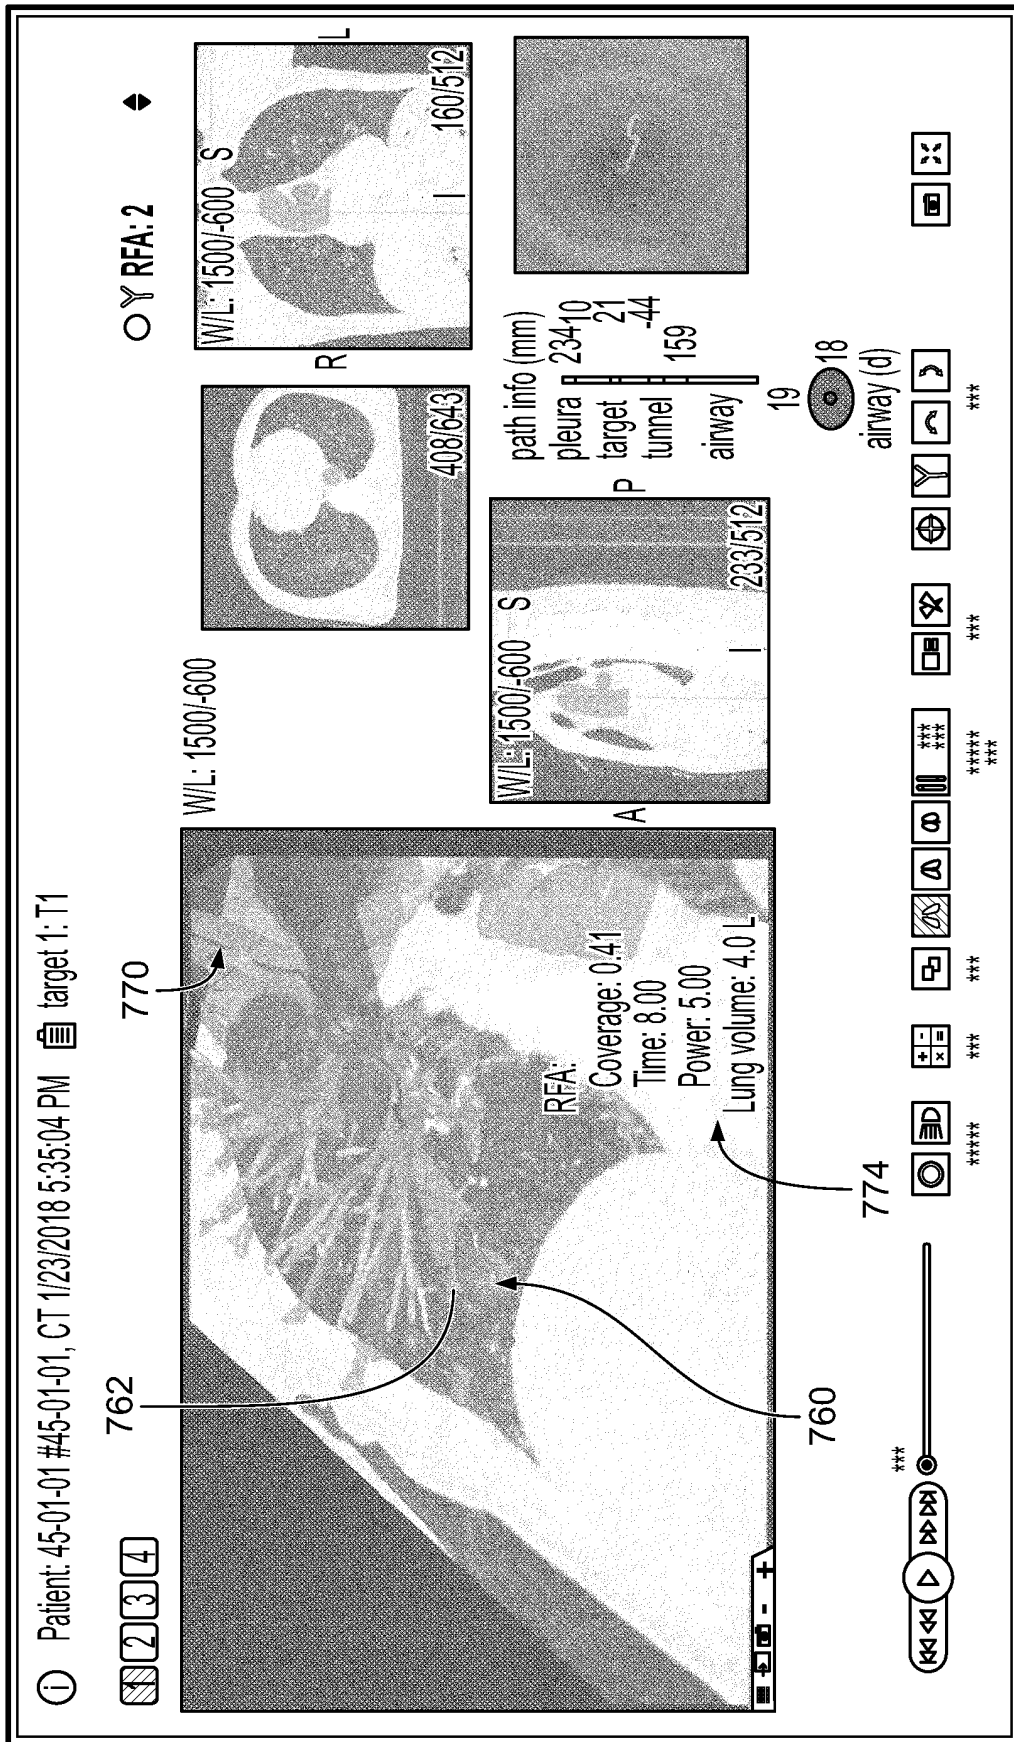 Patient: 45-01-01 #45-01-01, CT 1/23/2018 5:35:04 PM target 1: T1
1 2 3 4
RFA: 2
770
762
W/L: 1500/-600
408/643
W/L: 1500/-600 S
R
L
I
160/512
RFA:
Coverage: 0.41
Time: 8.00
Power: 5.00
Lung volume: 4.0 L
W/L: 1500/-600 S
A
P
I
233/512
path info (mm)
pleura 234
10
target 21
tunnel -44
airway 159
19
18
airway (d)
760
774
***
*****
***
***
***
***
*****
***
***
***